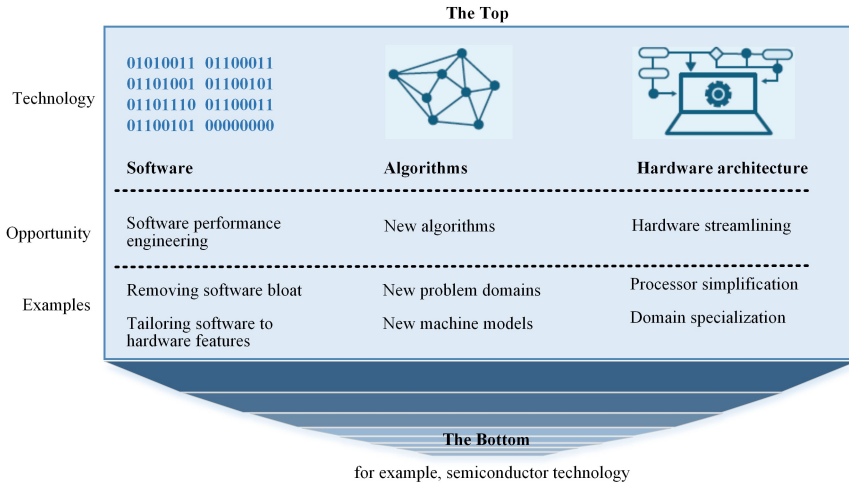 The Top
Technology
01010011 01100011
01101001 01100101
01101110 01100011
01100101 00000000
Software
Algorithms
Hardware architecture
Opportunity
Software performance
engineering
New algorithms
Hardware streamlining
Examples
Removing software bloat
Tailoring software to
hardware features
New problem domains
New machine models
Processor simplification
Domain specialization
The Bottom
for example, semiconductor technology